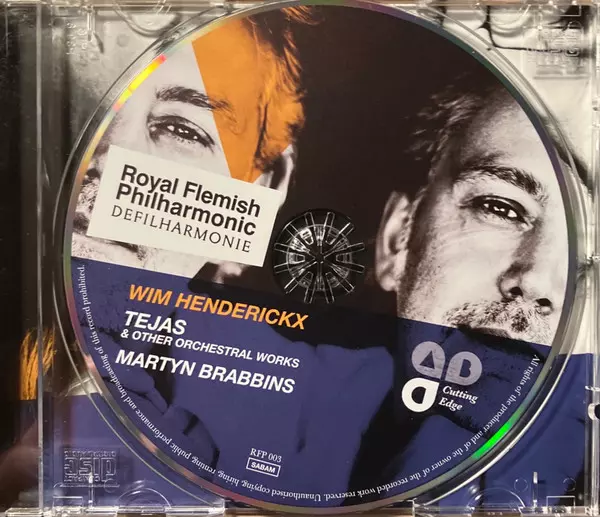 Royal Flemish
Philharmonic
DEFILHARMONIE
WIM HENDERICKX
TEJAS
& OTHER ORCHESTRAL WORKS
MARTYN BRABBINS
Cutting
Edge
RFP 003
SABAM
All rights of the producer and of the owner of the recorded work reserved. Unauthorised copying, hiring, renting, public performance and broadcasting of this record prohibited.